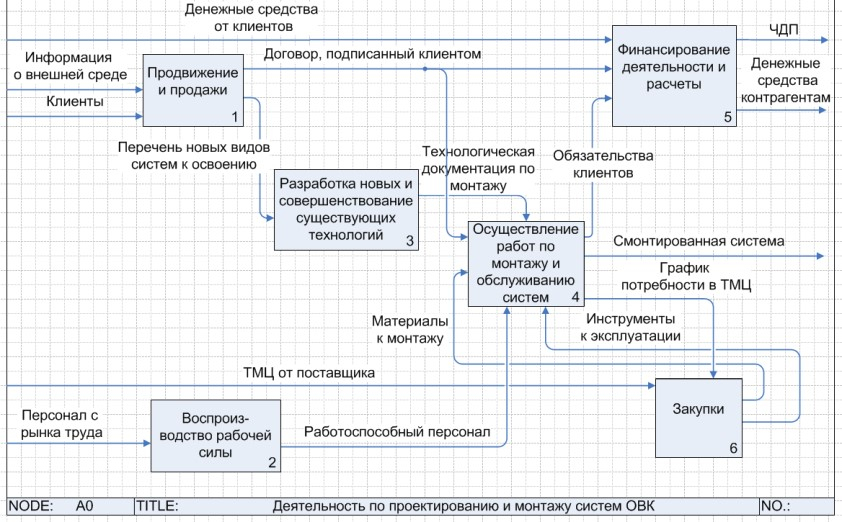 Денежные средства
от клиентов
ЧДП
Информация
о внешней среде
Клиенты
Продвижение
и продажи
1
Договор, подписанный клиентом
Финансирование
деятельности и
расчеты
5
Денежные
средства
контрагентам
Перечень новых видов
систем к освоению
Технологическая
документация по
монтажу
Обязательства
клиентов
Разработка новых и
совершенствование
существующих
технологий
3
Осуществление
работ по
монтажу и
обслуживанию
систем
4
Смонтированная система
График
потребности в ТМЦ
Материалы
к монтажу
Инструменты
к эксплуатации
ТМЦ от поставщика
Закупки
6
Персонал с
рынка труда
Воспроиз-
водство рабочей
силы
2
Работоспособный персонал
NODE: A0 TITLE: Деятельность по проектированию и монтажу систем ОВК NO.: